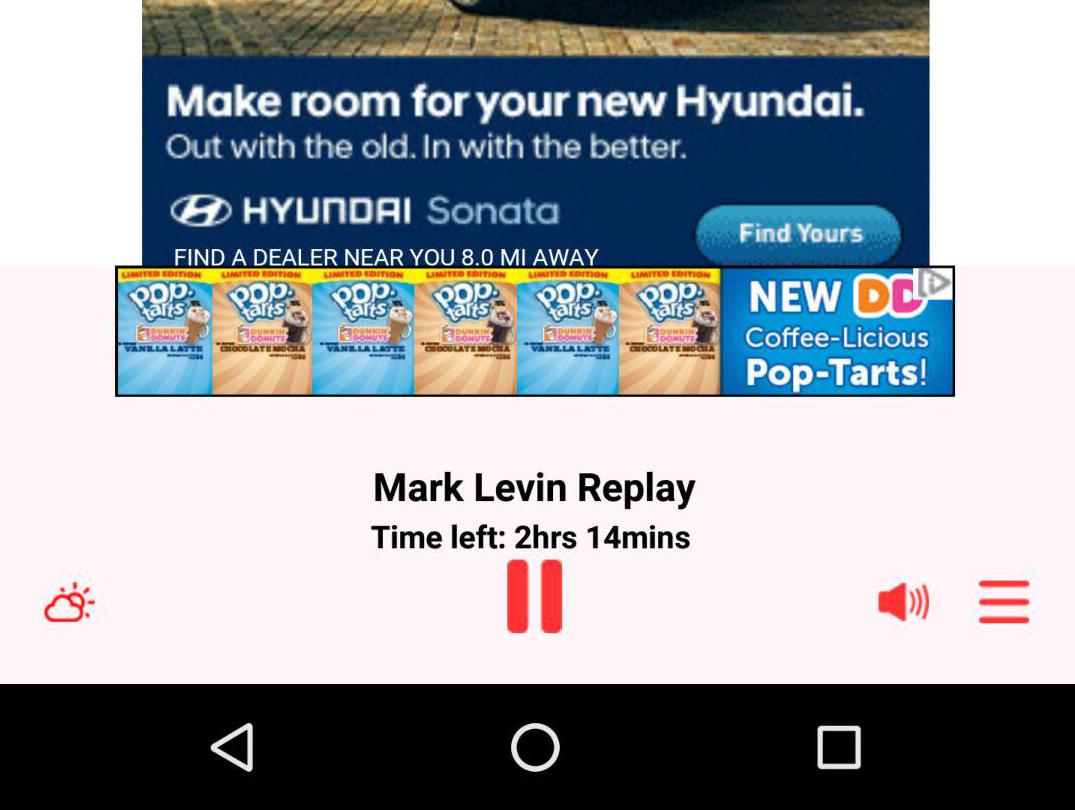 Make room for your new Hyundai.
Out with the old. In with the better.
HYUNDAI Sonata
Find Yours
FIND A DEALER NEAR YOU 8.0 MI AWAY
LIMITED EDITION LIMITED EDITION LIMITED EDITION LIMITED EDITION LIMITED EDITION LIMITED EDITION
POP. POP. POP. POP. POP. POP.
tarts tarts tarts tarts tarts tarts
DUNKIN' DUNKIN' DUNKIN' DUNKIN' DUNKIN' DUNKIN'
DONUTS DONUTS DONUTS DONUTS DONUTS DONUTS
VANILLA LATTE CHOCOLATE MOCHA VANILLA LATTE CHOCOLATE MOCHA VANILLA LATTE CHOCOLATE MOCHA
NEW DD
Coffee-Licious
Pop-Tarts!
Mark Levin Replay
Time left: 2hrs 14mins